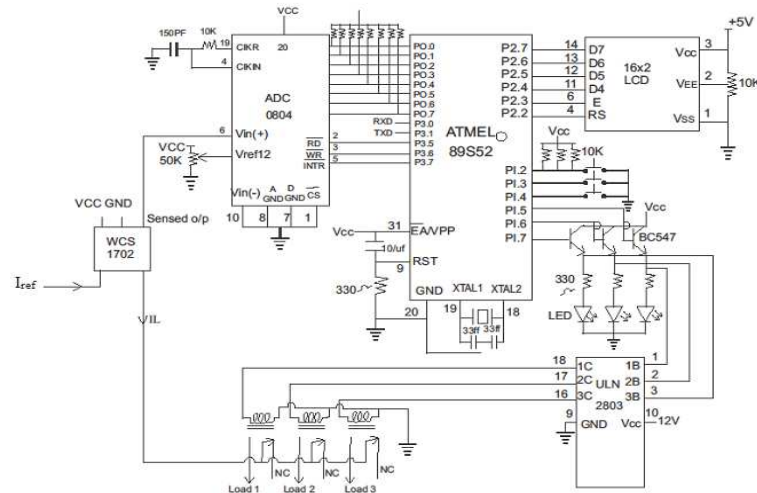 150PF
10K
19
CIKR
4
CIKIN
VCC
20
ADC
0804
6
Vin(+)
VCC
50K
Vref12
Vin(-)
A
GND
D
GND
CS
10
8
7
1
RD
WR
INTR
2
3
5
P0.0
P0.1
P0.2
P0.3
P0.4
P0.5
P0.6
P0.7
RXD
P3.0
TXD
P3.1
P3.5
P3.6
P3.7
ATMEL
89S52
P2.7
P2.6
P2.5
P2.4
P2.3
P2.2
14
13
12
11
6
4
D7
D6
D5
D4
E
RS
16x2
LCD
Vcc
VEE
VSS
3
2
1
+5V
10K
Vcc
10K
PI.2
PI.3
PI.4
PI.5
PI.6
PI.7
Vcc
BC547
330
LED
VCC GND
Sensed o/p
WCS
1702
Iref
IL
Vcc
31
EA/VPP
10/uf
9
RST
330
20
GND
XTAL1
XTAL2
19
18
33ff
33ff
18
17
16
9
1C
2C
3C
GND
ULN
2803
1B
2B
3B
Vcc
1
2
3
10
12V
NC
NC
NC
Load 1
Load 2
Load 3